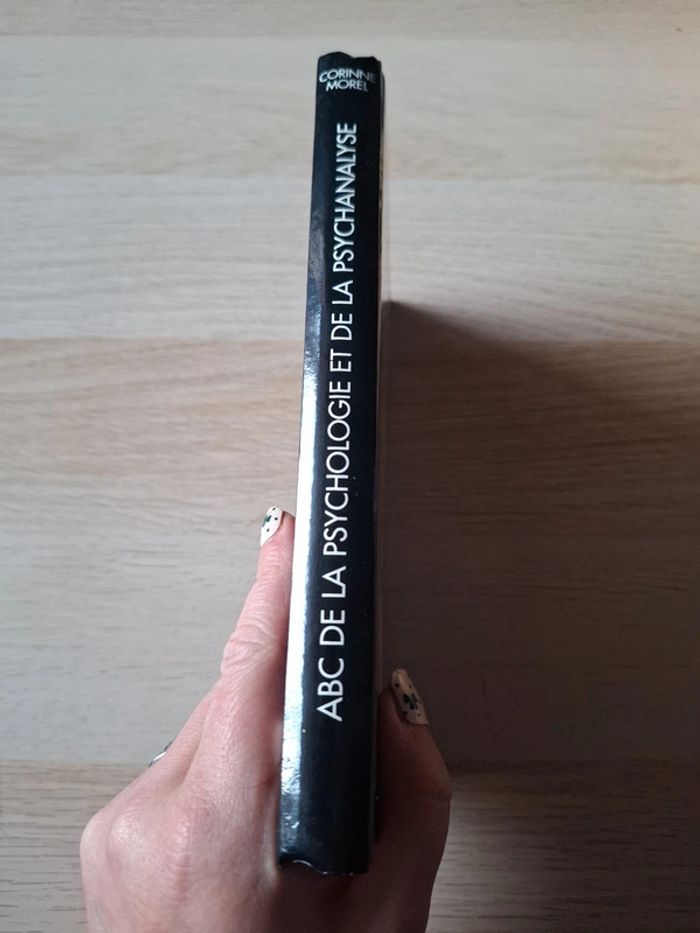 CORINNE
MOREL
ABC DE LA PSYCHOLOGIE ET DE LA PSYCHANALYSE